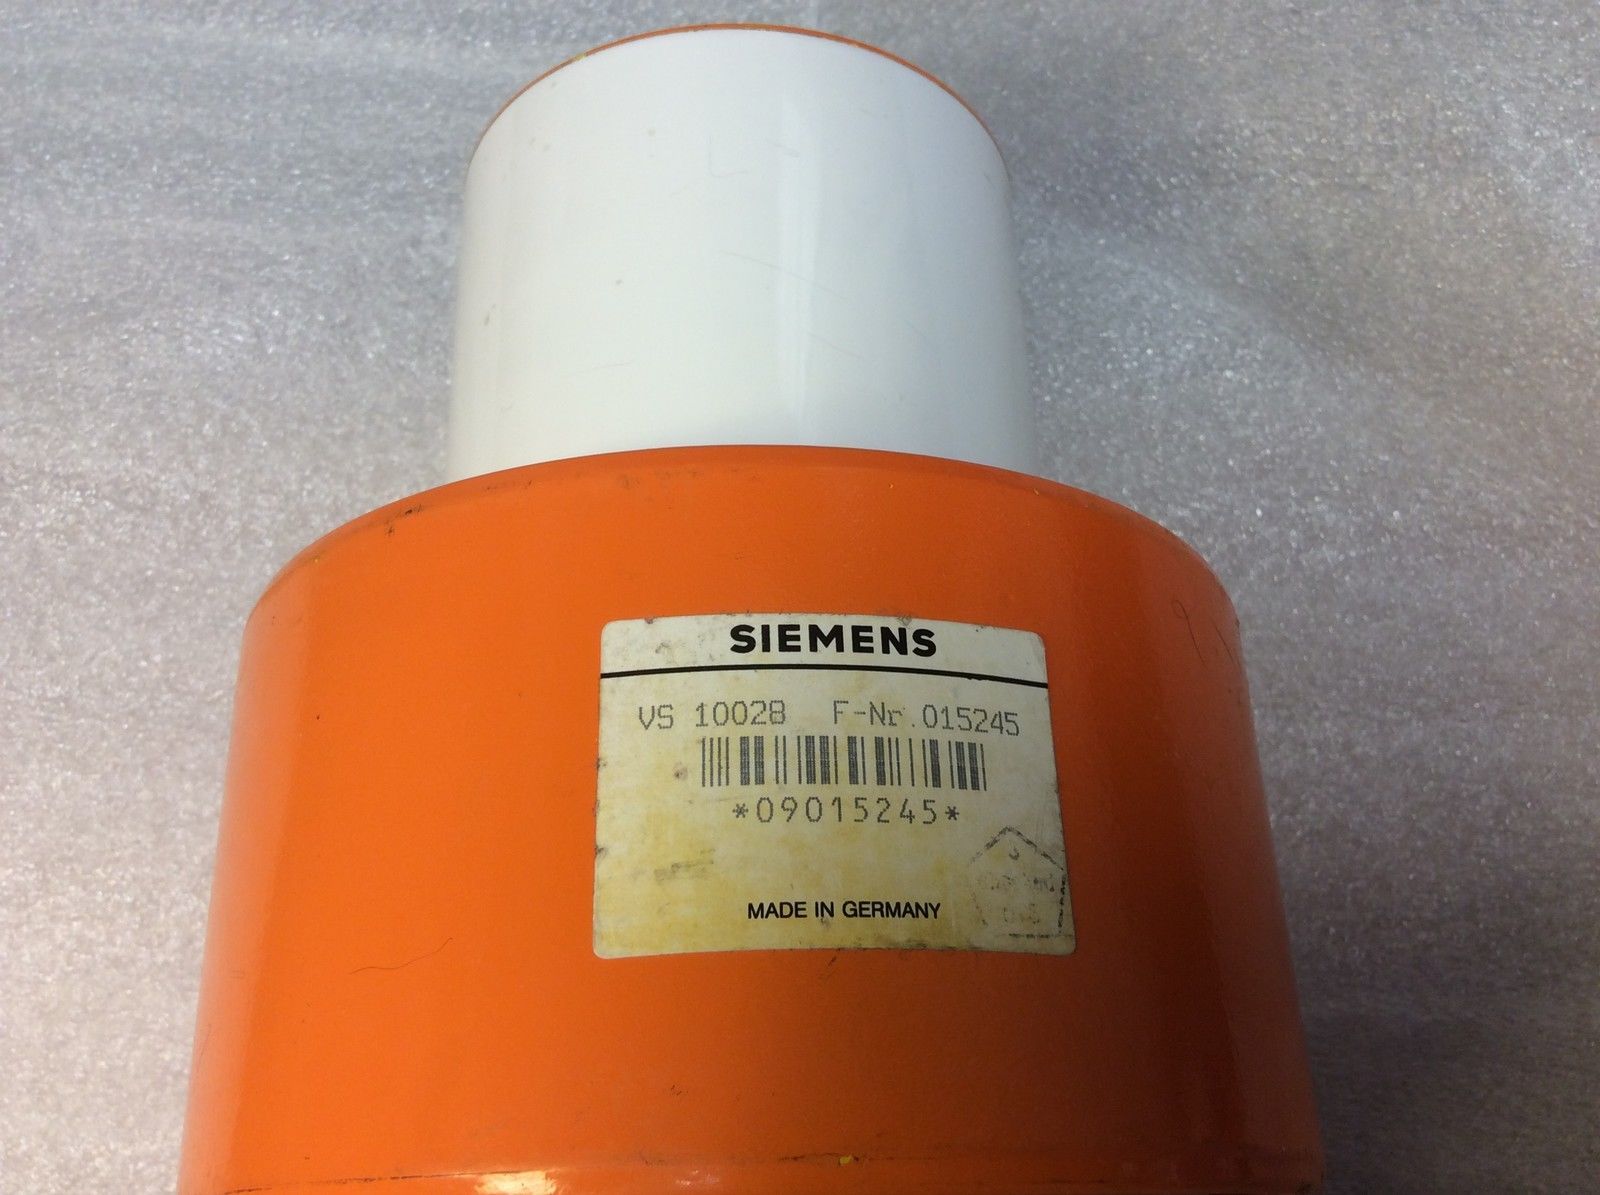 SIEMENS
VS 10028 F-Nr.015245
*09015245*
MADE IN GERMANY